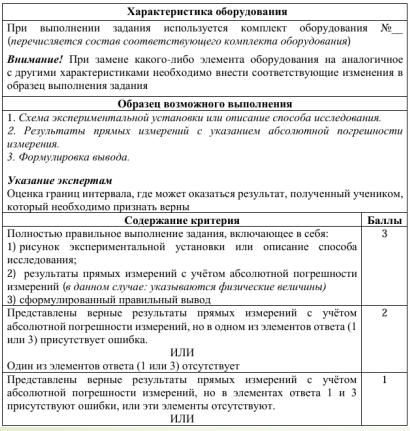 Характеристика оборудования
При выполнении задания используется комплект оборудования №__
(перечисляется состав соответствующего комплекта оборудования)
Внимание! При замене какого-либо элемента оборудования на аналогичное
с другими характеристиками необходимо внести соответствующие изменения в
образец выполнения задания
Образец возможного выполнения
1. Схема экспериментальной установки или описание способа исследования.
2. Результаты прямых измерений с указанием абсолютной погрешности
измерения.
3. Формулировка вывода.
Указание экспертам
Оценка границ интервала, где может оказаться результат, полученный учеником,
который необходимо признать верны
Содержание критерия Баллы
Полностью правильное выполнение задания, включающее в себя: 3
1) рисунок экспериментальной установки или описание способа
исследования;
2) результаты прямых измерений с учётом абсолютной погрешности
измерений (в данном случае: указываются физические величины)
3) сформулированный правильный вывод
Представлены верные результаты прямых измерений с учётом 2
абсолютной погрешности измерений, но в одном из элементов ответа (1
или 3) присутствует ошибка.
ИЛИ
Один из элементов ответа (1 или 3) отсутствует
Представлены верные результаты прямых измерений с учётом 1
абсолютной погрешности измерений, но в элементах ответа 1 и 3
присутствуют ошибки, или эти элементы отсутствуют.
ИЛИ